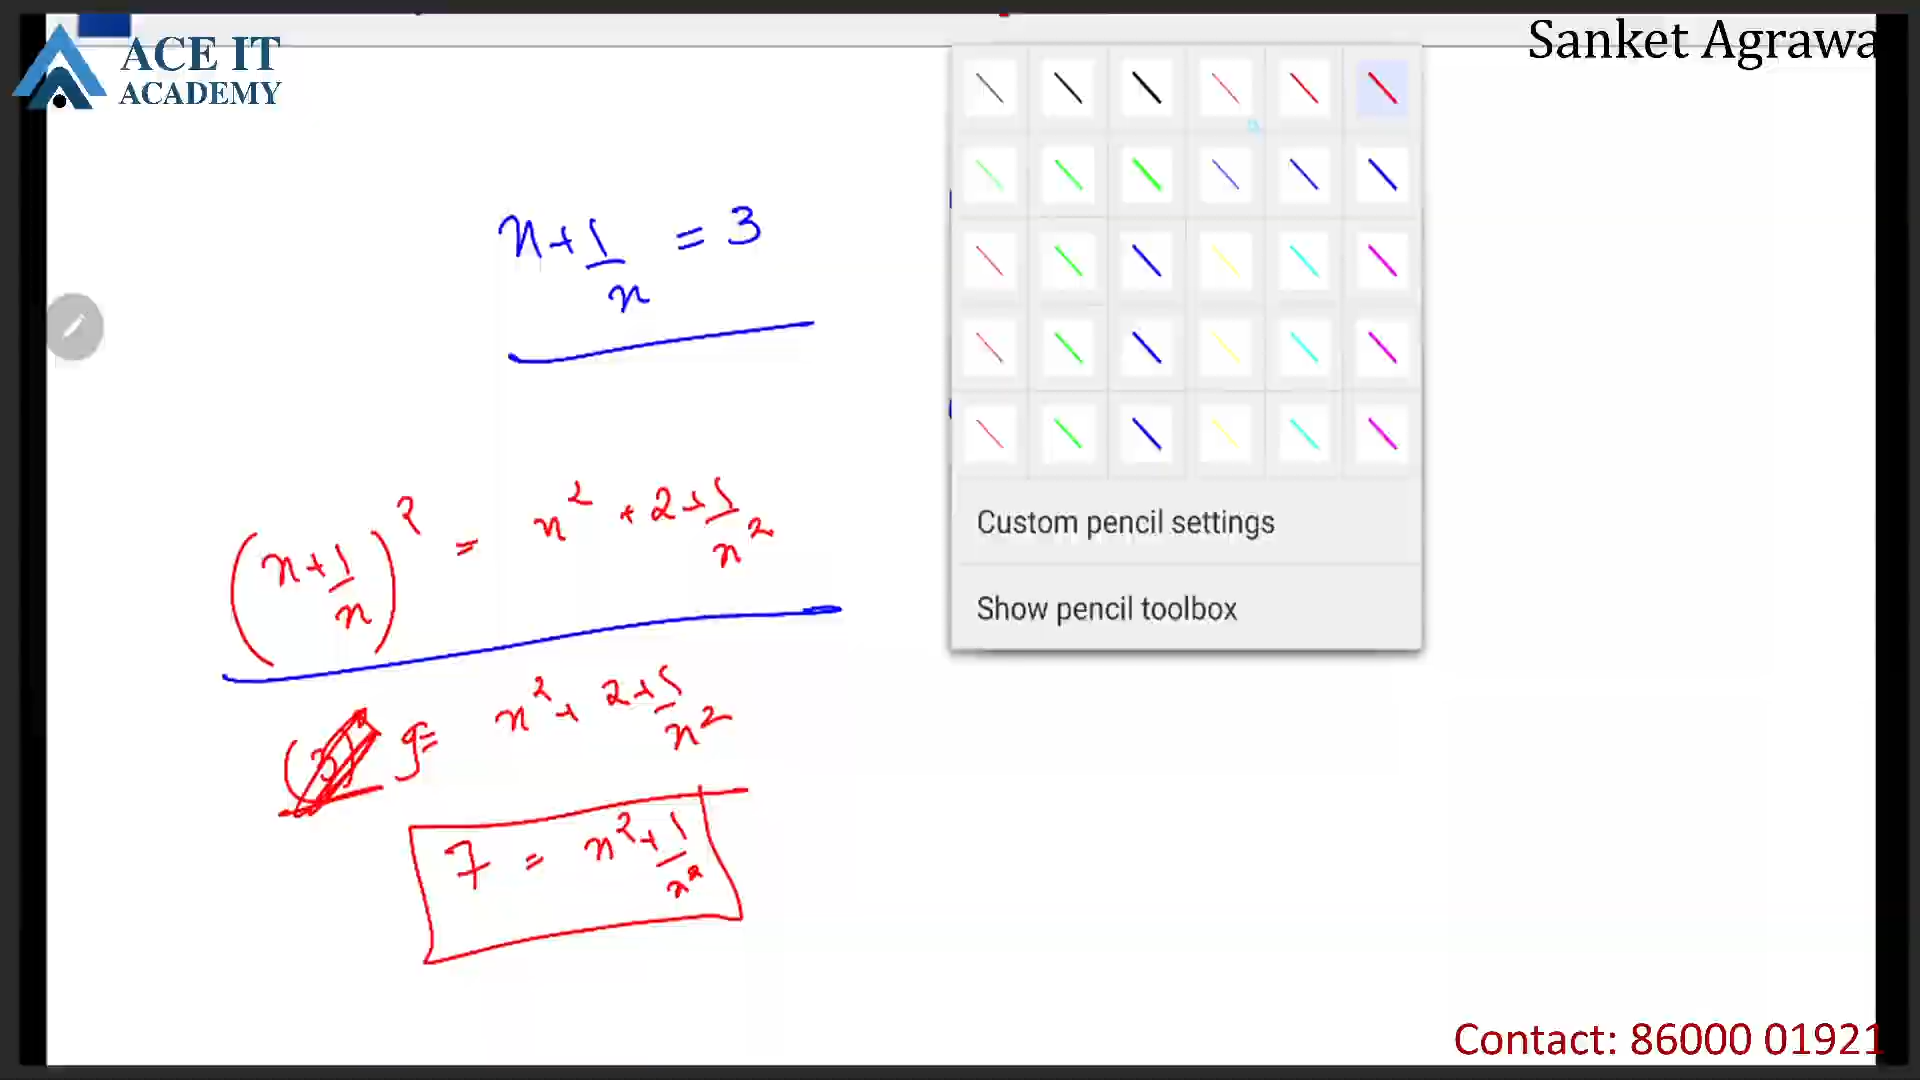 ACE IT
ACADEMY
Sanket Agrawa
x + 1/x = 3
(x + 1/x)² = x² + 2 + 1/x²
9 = x² + 2 + 1/x²
7 = x² + 1/x²
Custom pencil settings
Show pencil toolbox
Contact: 86000 01921